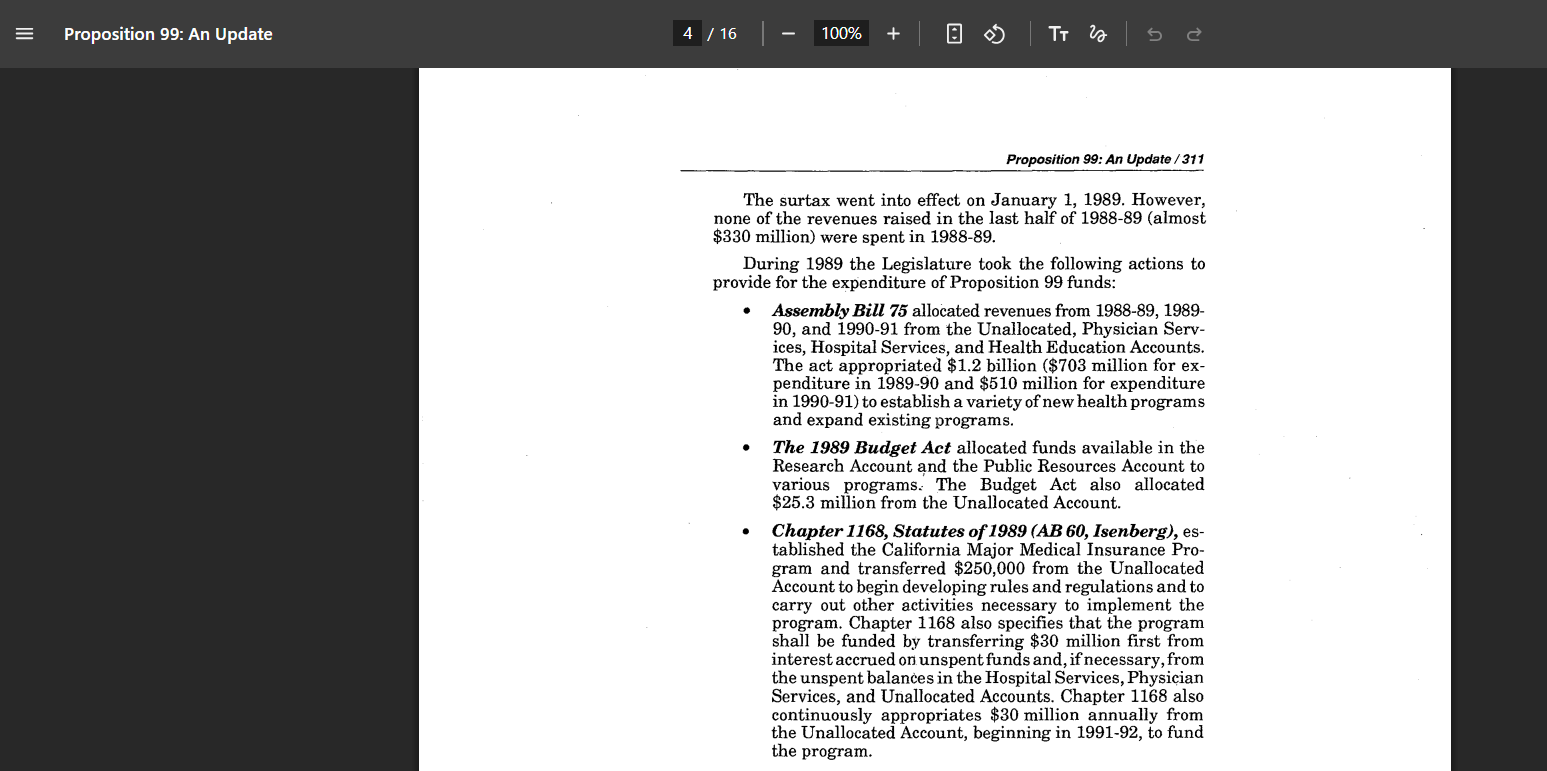 Proposition 99: An Update
4 / 16
100%
Proposition 99: An Update / 311
The surtax went into effect on January 1, 1989. However,
none of the revenues raised in the last half of 1988-89 (almost
$330 million) were spent in 1988-89.
During 1989 the Legislature took the following actions to
provide for the expenditure of Proposition 99 funds:
• Assembly Bill 75 allocated revenues from 1988-89, 1989-
90, and 1990-91 from the Unallocated, Physician Serv-
ices, Hospital Services, and Health Education Accounts.
The act appropriated $1.2 billion ($703 million for ex-
penditure in 1989-90 and $510 million for expenditure
in 1990-91) to establish a variety of new health programs
and expand existing programs.
• The 1989 Budget Act allocated funds available in the
Research Account and the Public Resources Account to
various programs. The Budget Act also allocated
$25.3 million from the Unallocated Account.
• Chapter 1168, Statutes of 1989 (AB 60, Isenberg), es-
tablished the California Major Medical Insurance Pro-
gram and transferred $250,000 from the Unallocated
Account to begin developing rules and regulations and to
carry out other activities necessary to implement the
program. Chapter 1168 also specifies that the program
shall be funded by transferring $30 million first from
interest accrued on unspent funds and, if necessary, from
the unspent balances in the Hospital Services, Physician
Services, and Unallocated Accounts. Chapter 1168 also
continuously appropriates $30 million annually from
the Unallocated Account, beginning in 1991-92, to fund
the program.